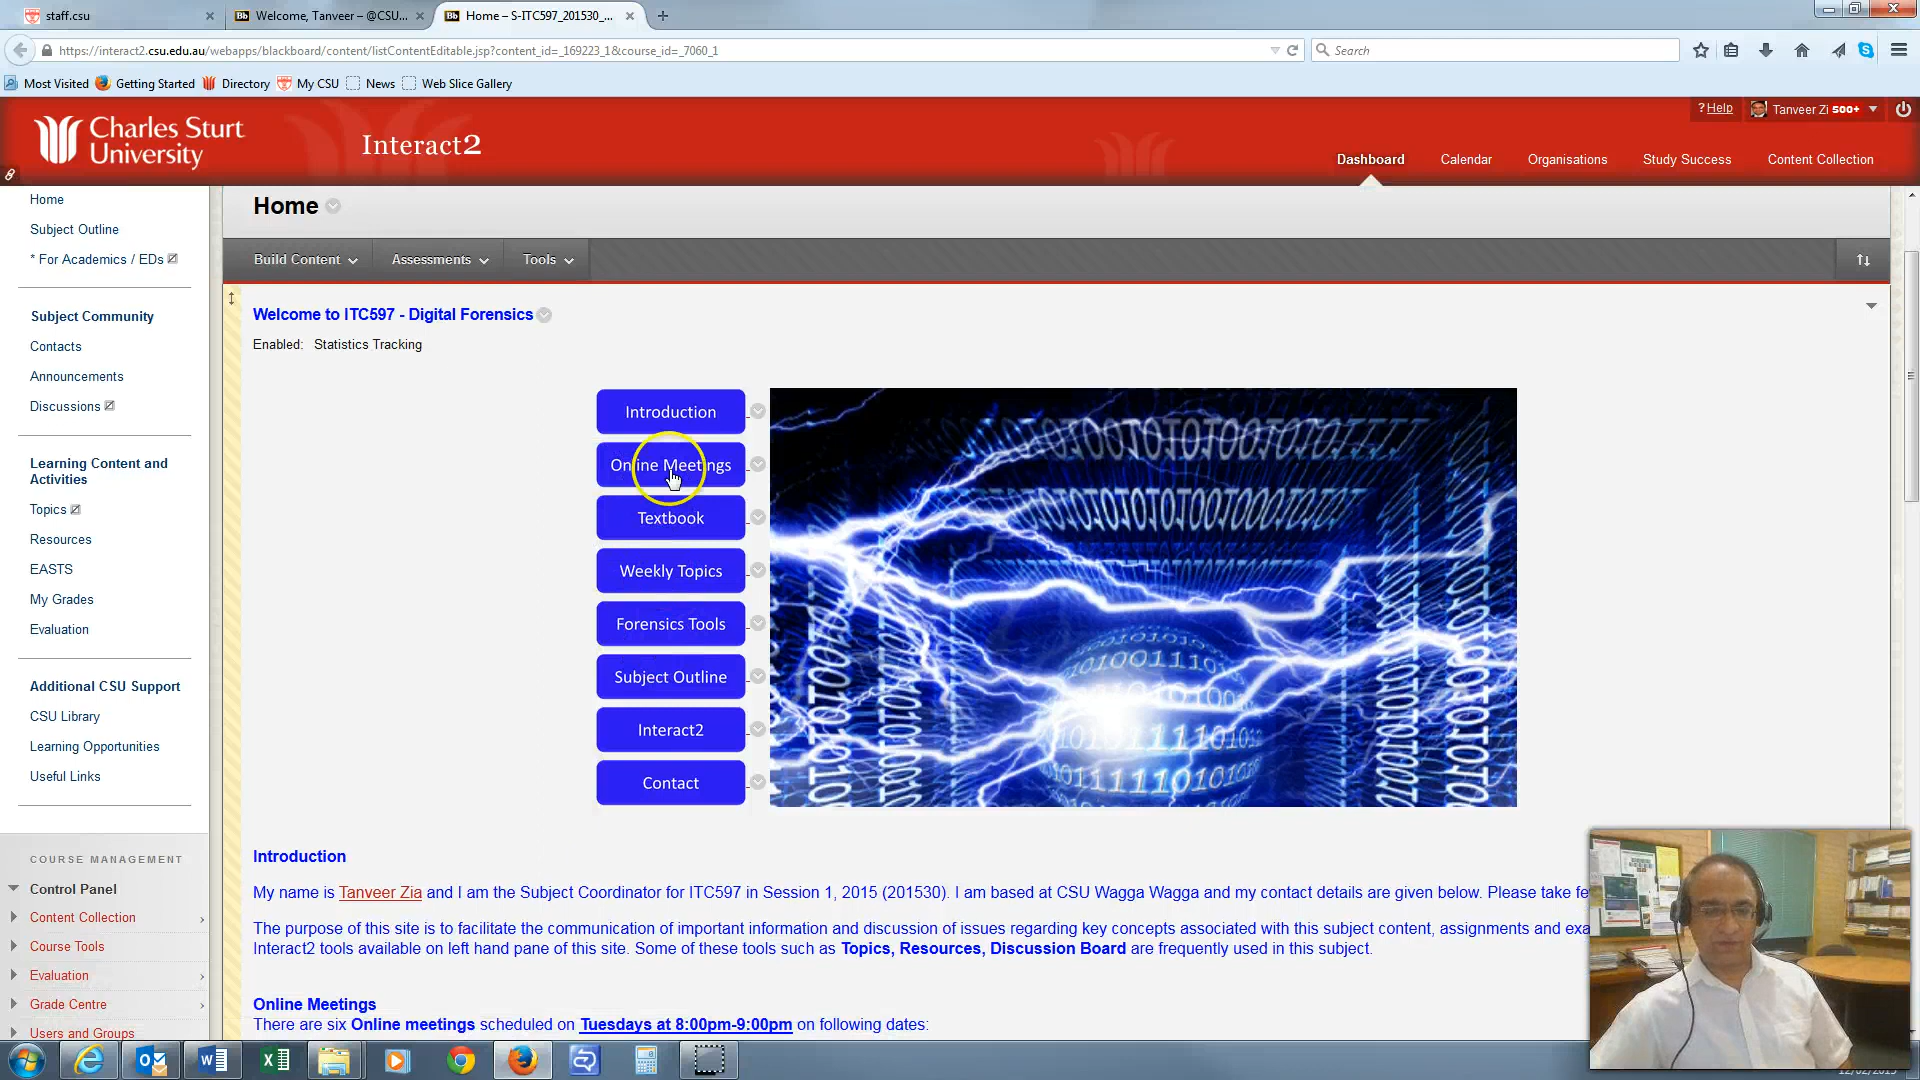 staff.csu
Welcome, Tanveer – @CSU...
Home – S-ITC597_201530_...
https://interact2.csu.edu.au/webapps/blackboard/content/listContentEditable.jsp?content_id=_169223_1&course_id=_7060_1
Search
Most Visited
Getting Started
Directory
My CSU
News
Web Slice Gallery
? Help
Tanveer Zi 500+
Charles Sturt
University
Interact2
Dashboard
Calendar
Organisations
Study Success
Content Collection
Home
Subject Outline
* For Academics / EDs
Subject Community
Contacts
Announcements
Discussions
Learning Content and
Activities
Topics
Resources
EASTS
My Grades
Evaluation
Additional CSU Support
CSU Library
Learning Opportunities
Useful Links
COURSE MANAGEMENT
Control Panel
Content Collection
Course Tools
Evaluation
Grade Centre
Users and Groups
Home
Build Content
Assessments
Tools
Welcome to ITC597 - Digital Forensics
Enabled: Statistics Tracking
Introduction
Online Meetings
Textbook
Weekly Topics
Forensics Tools
Subject Outline
Interact2
Contact
Introduction
My name is Tanveer Zia and I am the Subject Coordinator for ITC597 in Session 1, 2015 (201530). I am based at CSU Wagga Wagga and my contact details are given below. Please take
The purpose of this site is to facilitate the communication of important information and discussion of issues regarding key concepts associated with this subject content, assignments and
Interact2 tools available on left hand pane of this site. Some of these tools such as Topics, Resources, Discussion Board are frequently used in this subject.
Online Meetings
There are six Online meetings scheduled on Tuesdays at 8:00pm-9:00pm on following dates: